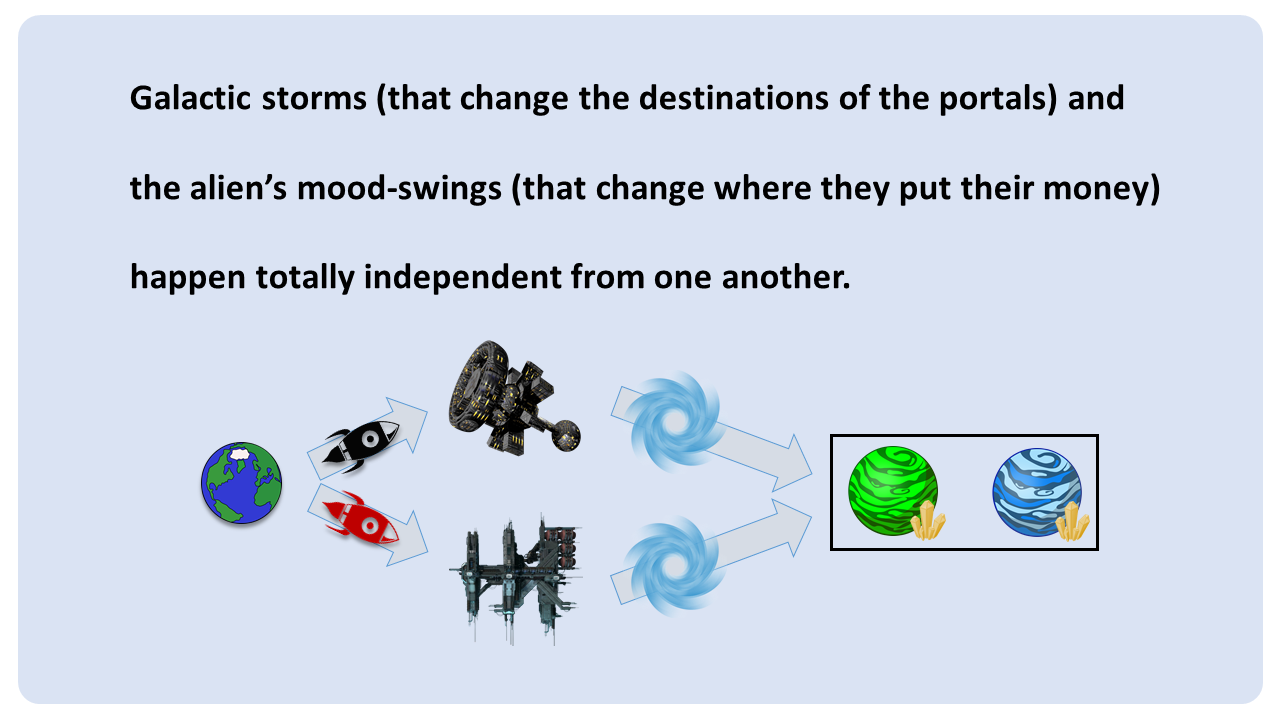 Galactic storms (that change the destinations of the portals) and
the alien’s mood-swings (that change where they put their money)
happen totally independent from one another.